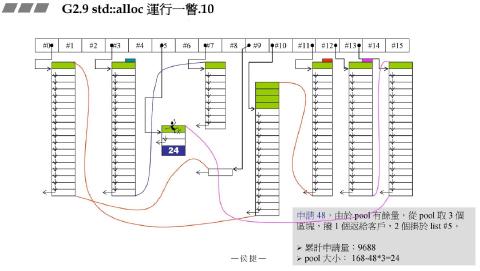 G2.9 std::alloc 運行一瞥.10
#0 #1 #2 #3 #4 #5 #6 #7 #8 #9 #10 #11 #12 #13 #14 #15
24
申請 48，由於 pool 有餘量，從 pool 取 3 個
區塊，撥 1 個返給客戶，2 個掛於 list #5。
➢ 累計申請量：9688
➢ pool 大小： 168-48*3=24
—侯捷—